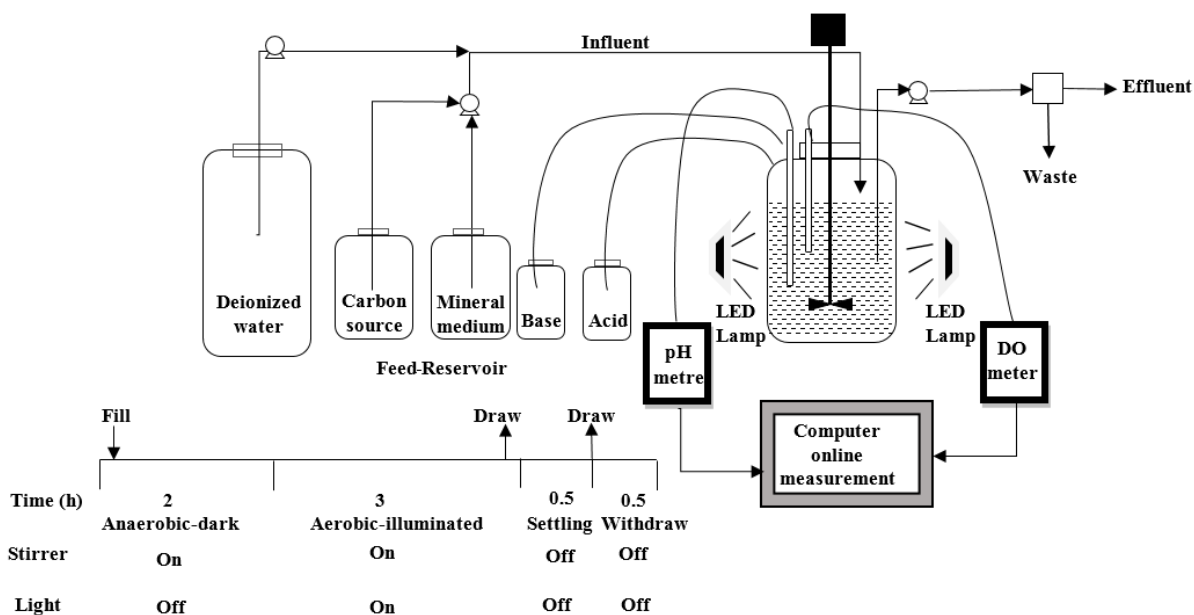 Influent
Effluent
Waste
Deionized
water
Carbon
source
Mineral
medium
Base
Acid
LED
Lamp
LED
Lamp
Feed-Reservoir
pH
metre
DO
meter
Computer
online
measurement
Fill
Draw
Draw
Time (h)
2
3
0.5
0.5
Anaerobic-dark
Aerobic-illuminated
Settling
Withdraw
Stirrer
On
On
Off
Off
Light
Off
On
Off
Off